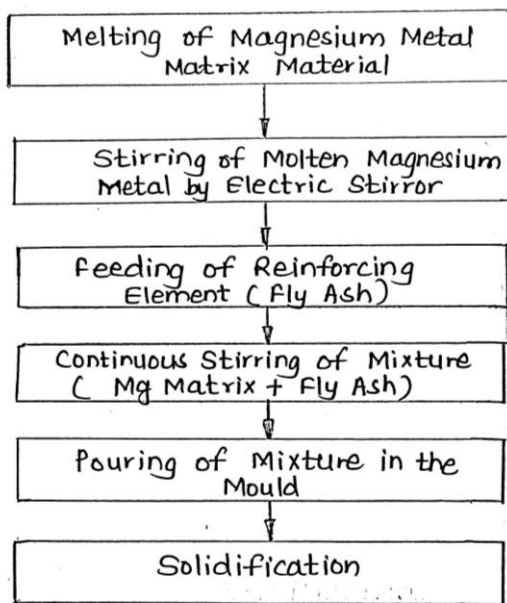 Melting of Magnesium Metal
Matrix Material
Stirring of Molten Magnesium
Metal by Electric Stirror
Feeding of Reinforcing
Element (Fly Ash)
Continuous Stirring of Mixture
( Mg Matrix + Fly Ash)
Pouring of Mixture in the
Mould
Solidification